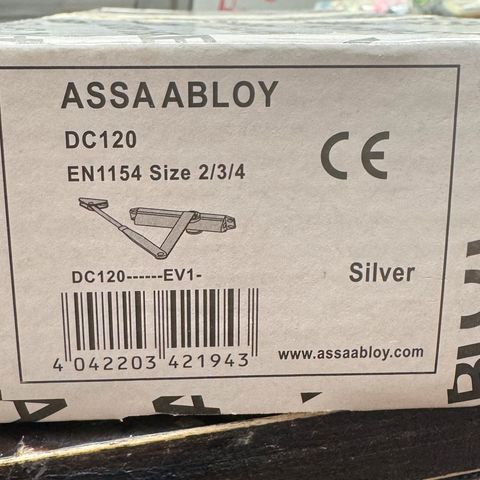 ASSA ABLOY
DC120
EN1154 Size 2/3/4
CE
DC120------EV1-
Silver
4 042203 421943
www.assaabloy.com